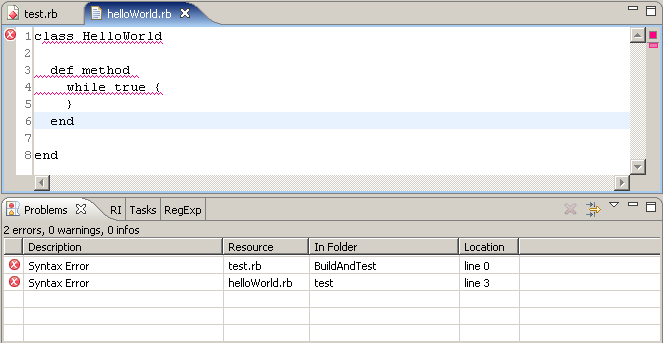 test.rb helloWorld.rb
1 class HelloWorld
2
3 def method
4 while true {
5 }
6 end
7
8 end
Problems RI Tasks RegExp
2 errors, 0 warnings, 0 infos
Description Resource In Folder Location
Syntax Error test.rb BuildAndTest line 0
Syntax Error helloWorld.rb test line 3